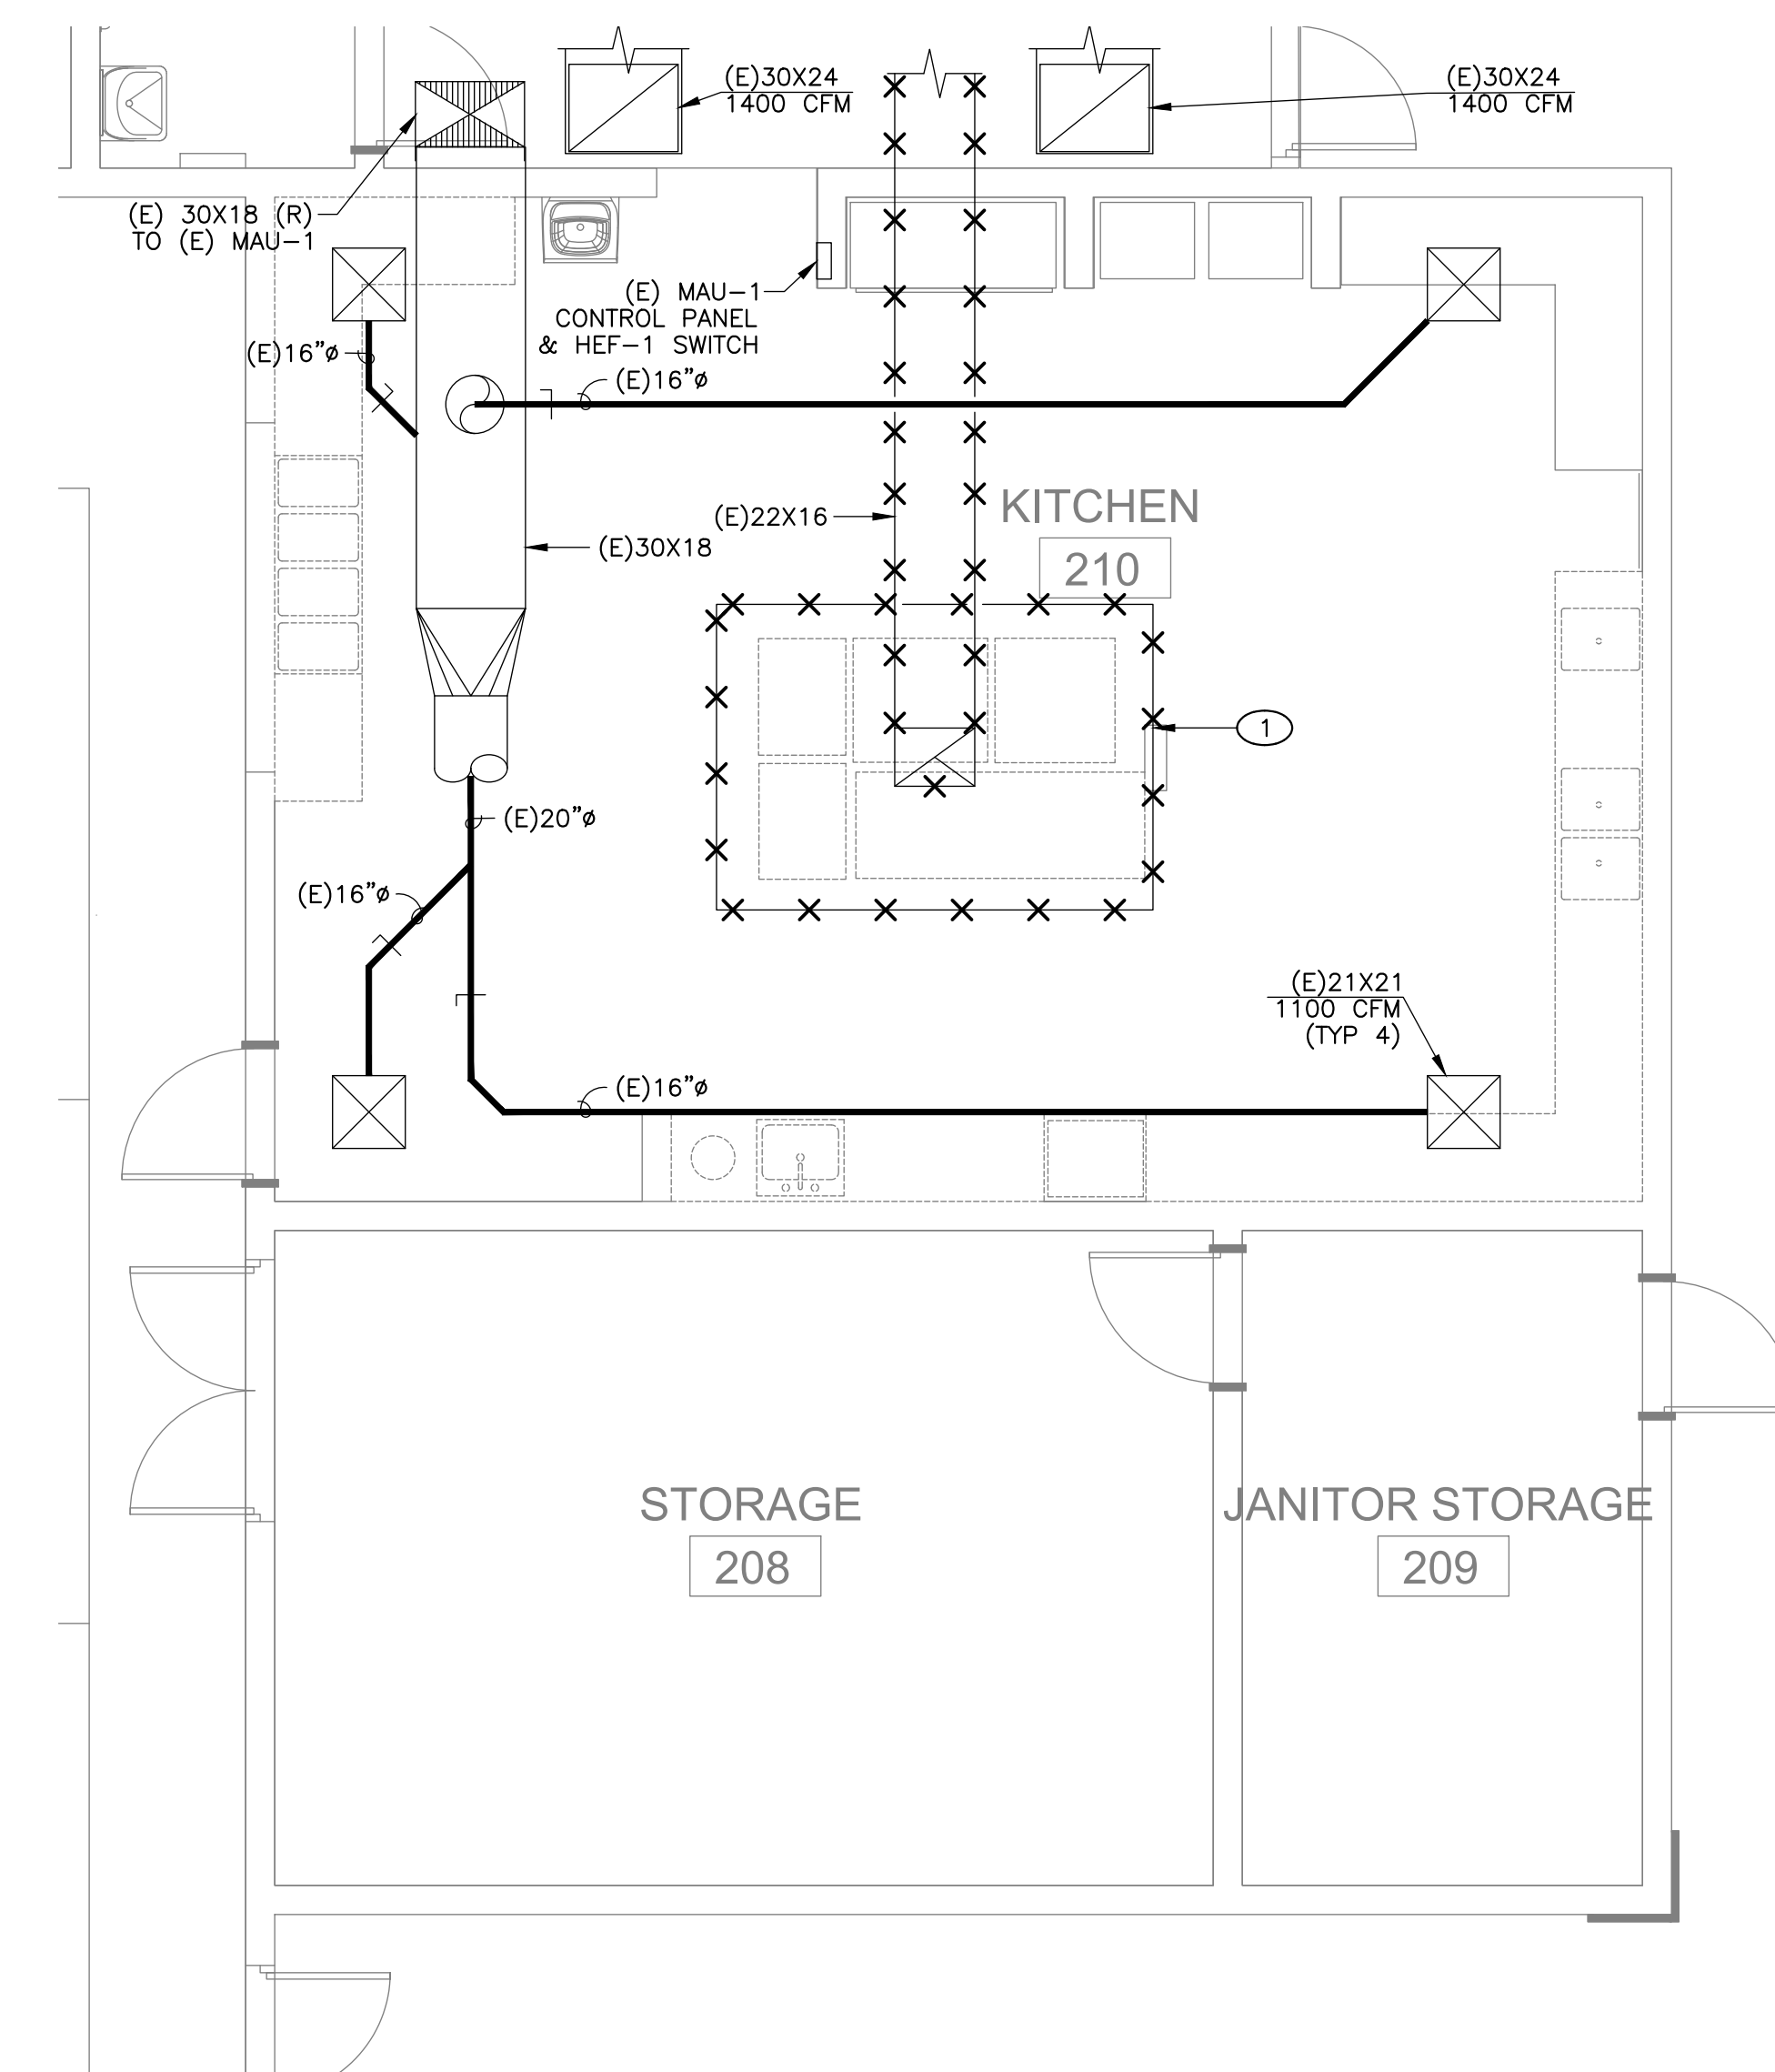 (E)30X24
1400 CFM
(E)30X24
1400 CFM
(E) 30X18 (R)
TO (E) MAU-1
(E) MAU-1
CONTROL PANEL
& HEF-1 SWITCH
(E)16"ø
(E)16"ø
(E)22X16
KITCHEN
210
(E)30X18
1
(E)20"ø
(E)16"ø
(E)21X21
1100 CFM
(TYP 4)
(E)16"ø
STORAGE
208
JANITOR STORAGE
209